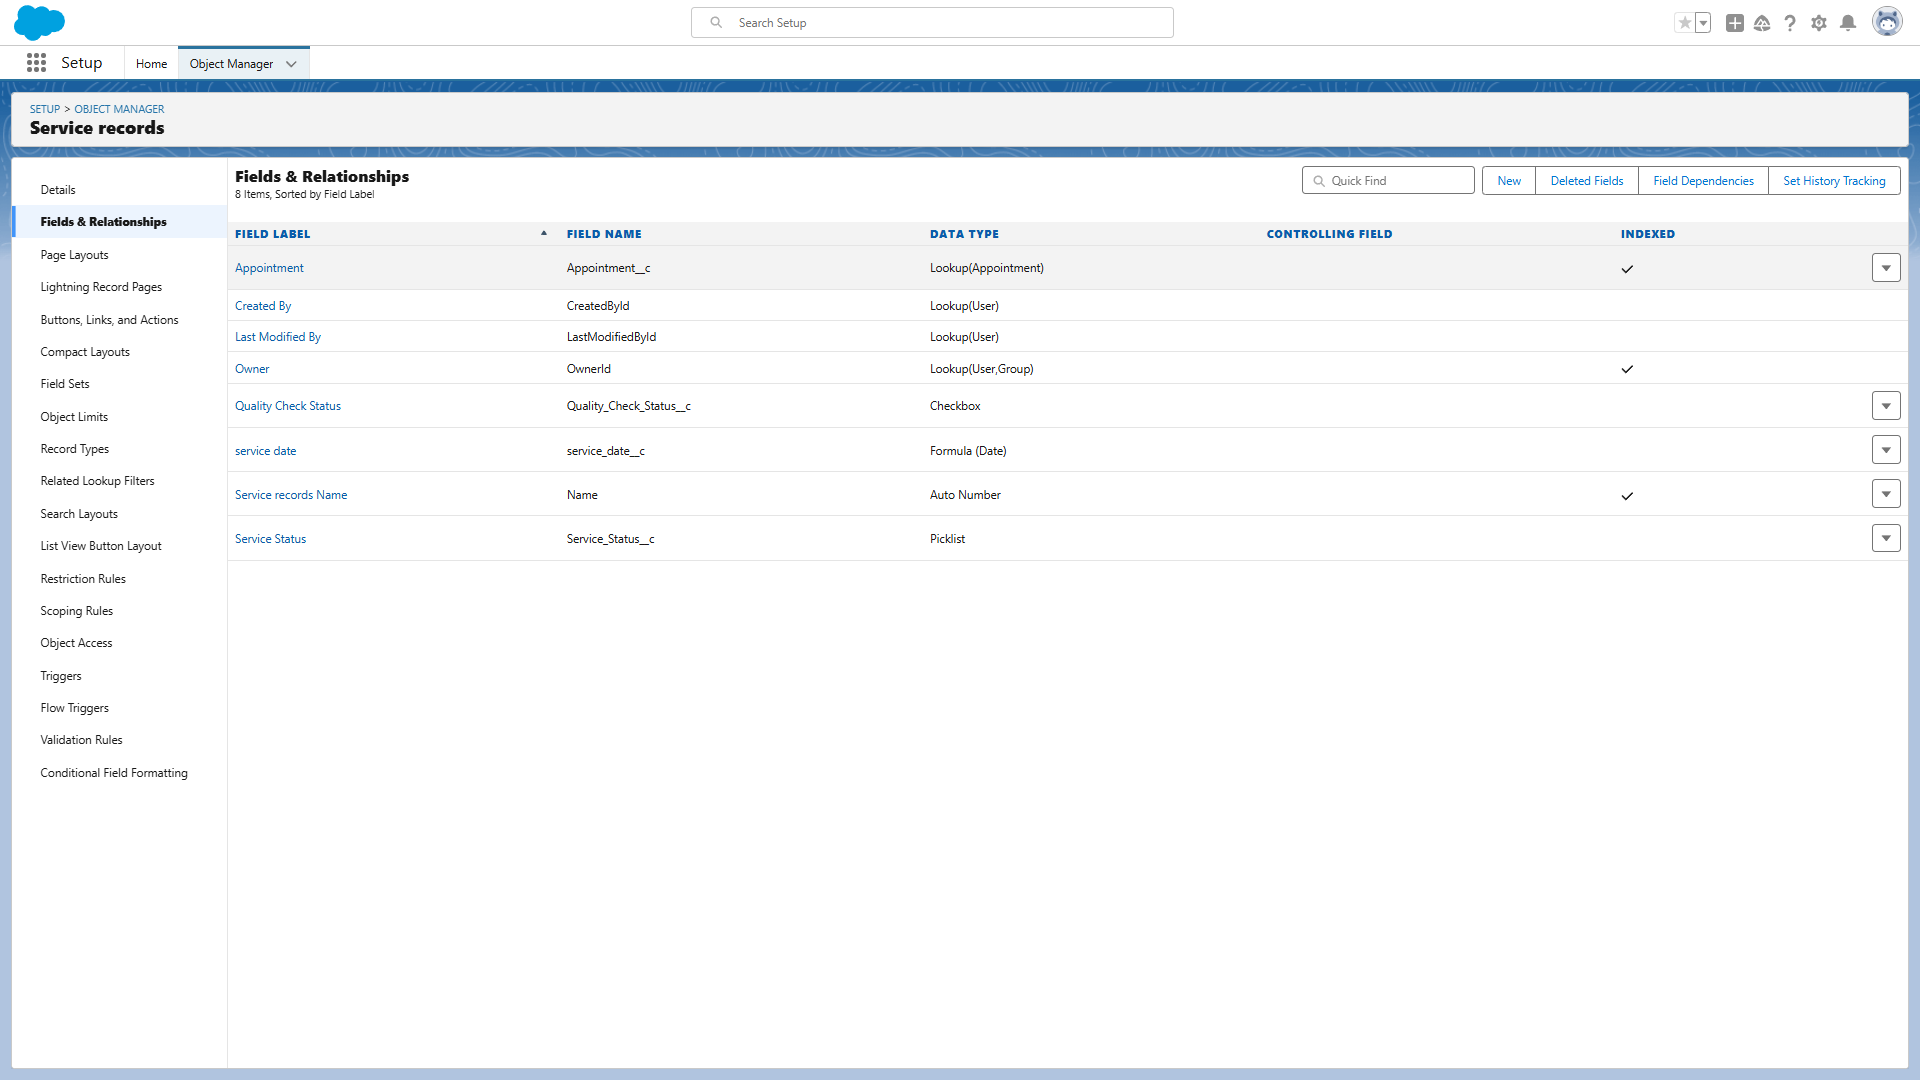 Search Setup
Setup
Home
Object Manager
SETUP > OBJECT MANAGER
Service records
Details
Fields & Relationships
Page Layouts
Lightning Record Pages
Buttons, Links, and Actions
Compact Layouts
Field Sets
Object Limits
Record Types
Related Lookup Filters
Search Layouts
List View Button Layout
Restriction Rules
Scoping Rules
Object Access
Triggers
Flow Triggers
Validation Rules
Conditional Field Formatting
Fields & Relationships
8 Items, Sorted by Field Label
Quick Find
New
Deleted Fields
Field Dependencies
Set History Tracking
FIELD LABEL FIELD NAME DATA TYPE CONTROLLING FIELD INDEXED
Appointment Appointment__c Lookup(Appointment)
Created By CreatedById Lookup(User)
Last Modified By LastModifiedById Lookup(User)
Owner OwnerId Lookup(User,Group)
Quality Check Status Quality_Check_Status__c Checkbox
service date service_date__c Formula (Date)
Service records Name Name Auto Number
Service Status Service_Status__c Picklist